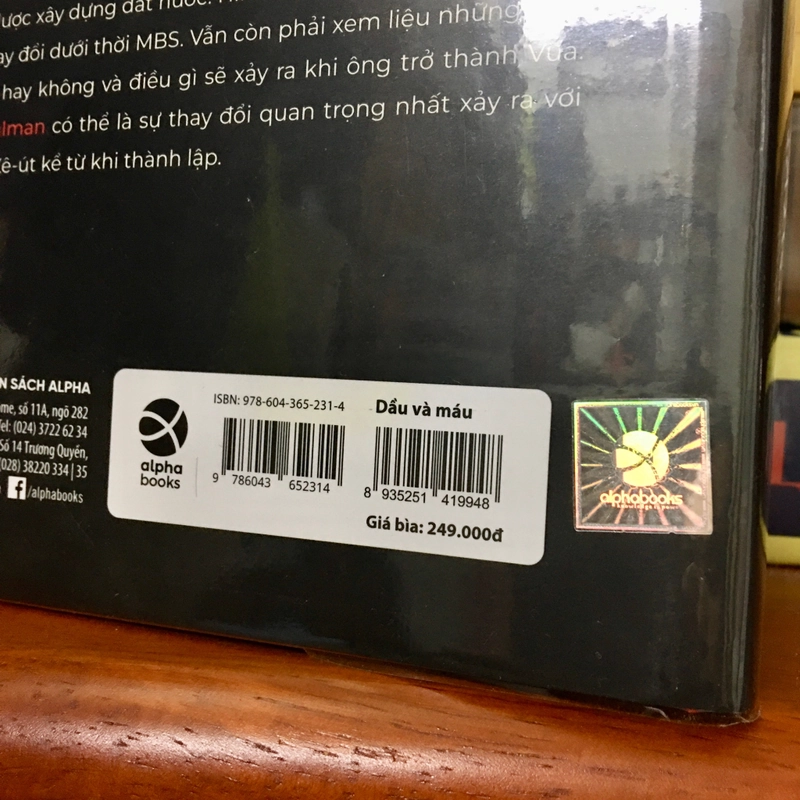 ược xây dựng đất nước.
ay đổi dưới thời MBS. Vẫn còn phải xem liệu những
hay không và điều gì sẽ xảy ra khi ông trở thành Vua.
lman có thể là sự thay đổi quan trọng nhất xảy ra với
ê-út kể từ khi thành lập.
N SÁCH ALPHA
me, số 11A, ngõ 282
Tel: (024) 3722 62 34
Số 14 Trương Quyền,
(028) 38220 334 | 35
/alphabooks
alpha
books
ISBN: 978-604-365-231-4
9 786043 652314
Dầu và máu
8 935251 419948
Giá bìa: 249.000đ
alphabooks
knowledge is power